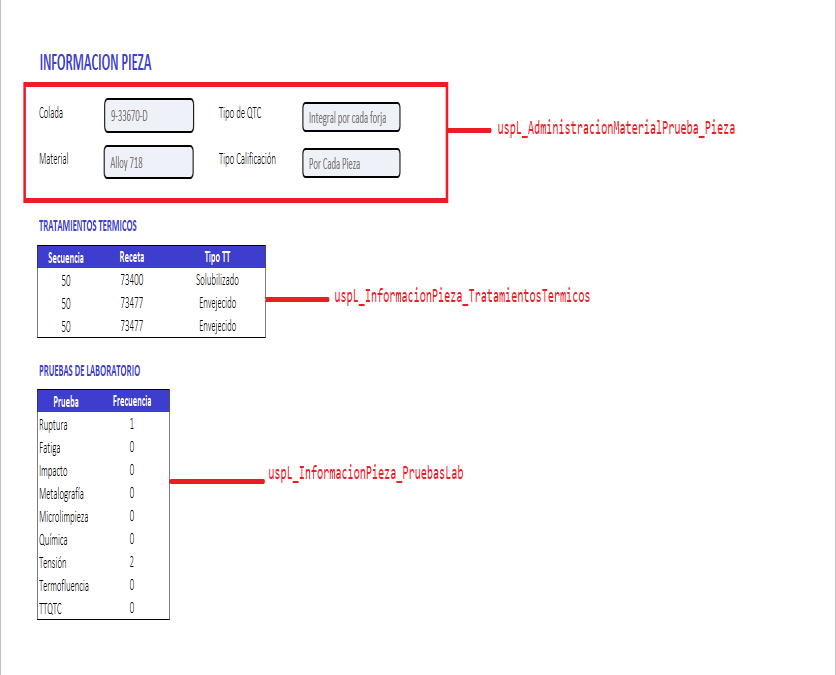 INFORMACION PIEZA
Colada 9-33670-D Tipo de QTC Integral por cada forja
uspL_AdministracionMaterialPrueba_Pieza
Material Alloy 718 Tipo Calificación Por Cada Pieza
TRATAMIENTOS TERMICOS
Secuencia Receta Tipo TT
50 73400 Solubilizado
50 73477 Envejecido
uspL_InformacionPieza_TratamientosTermicos
50 73477 Envejecido
PRUEBAS DE LABORATORIO
Prueba Frecuencia
Ruptura 1
Fatiga 0
Impacto 0
uspL_InformacionPieza_PruebasLab
Metalografía 0
Microlimpieza 0
Química 0
Tensión 2
Termofluencia 0
TTQTC 0